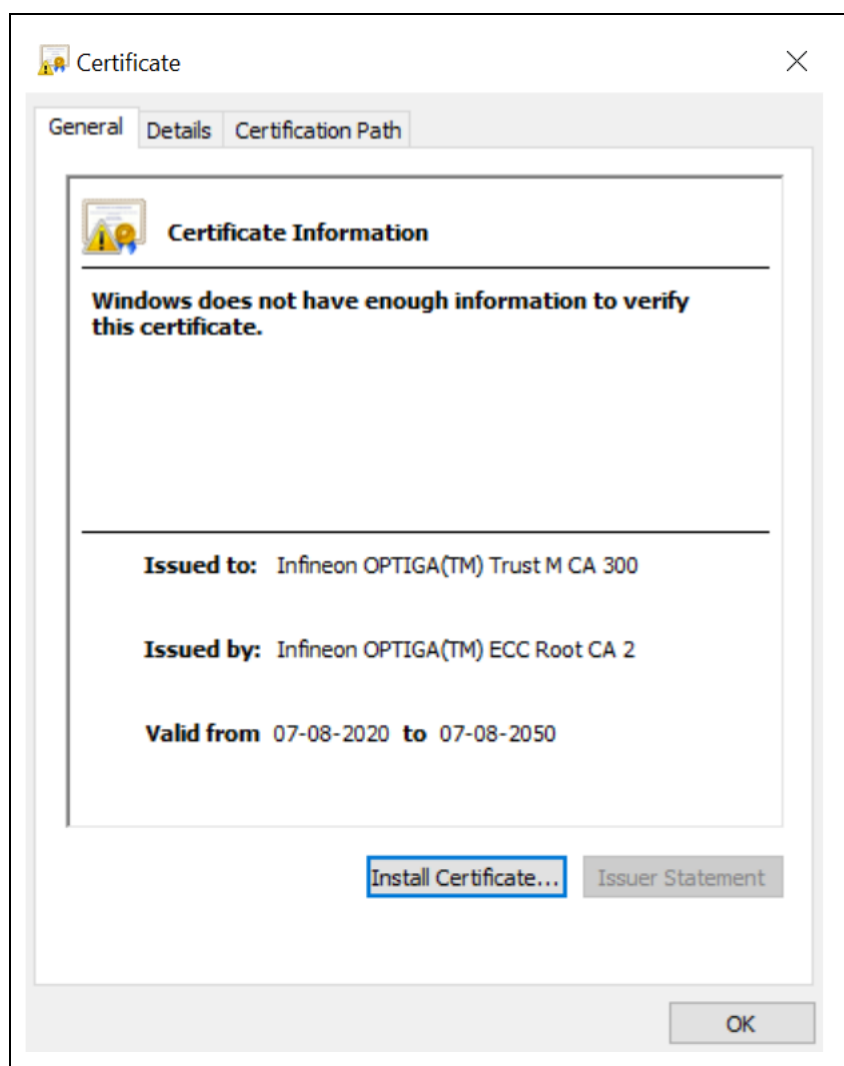 Certificate
General Details Certification Path
Certificate Information
Windows does not have enough information to verify
this certificate.
Issued to: Infineon OPTIGA(TM) Trust M CA 300
Issued by: Infineon OPTIGA(TM) ECC Root CA 2
Valid from 07-08-2020 to 07-08-2050
Install Certificate... Issuer Statement
OK